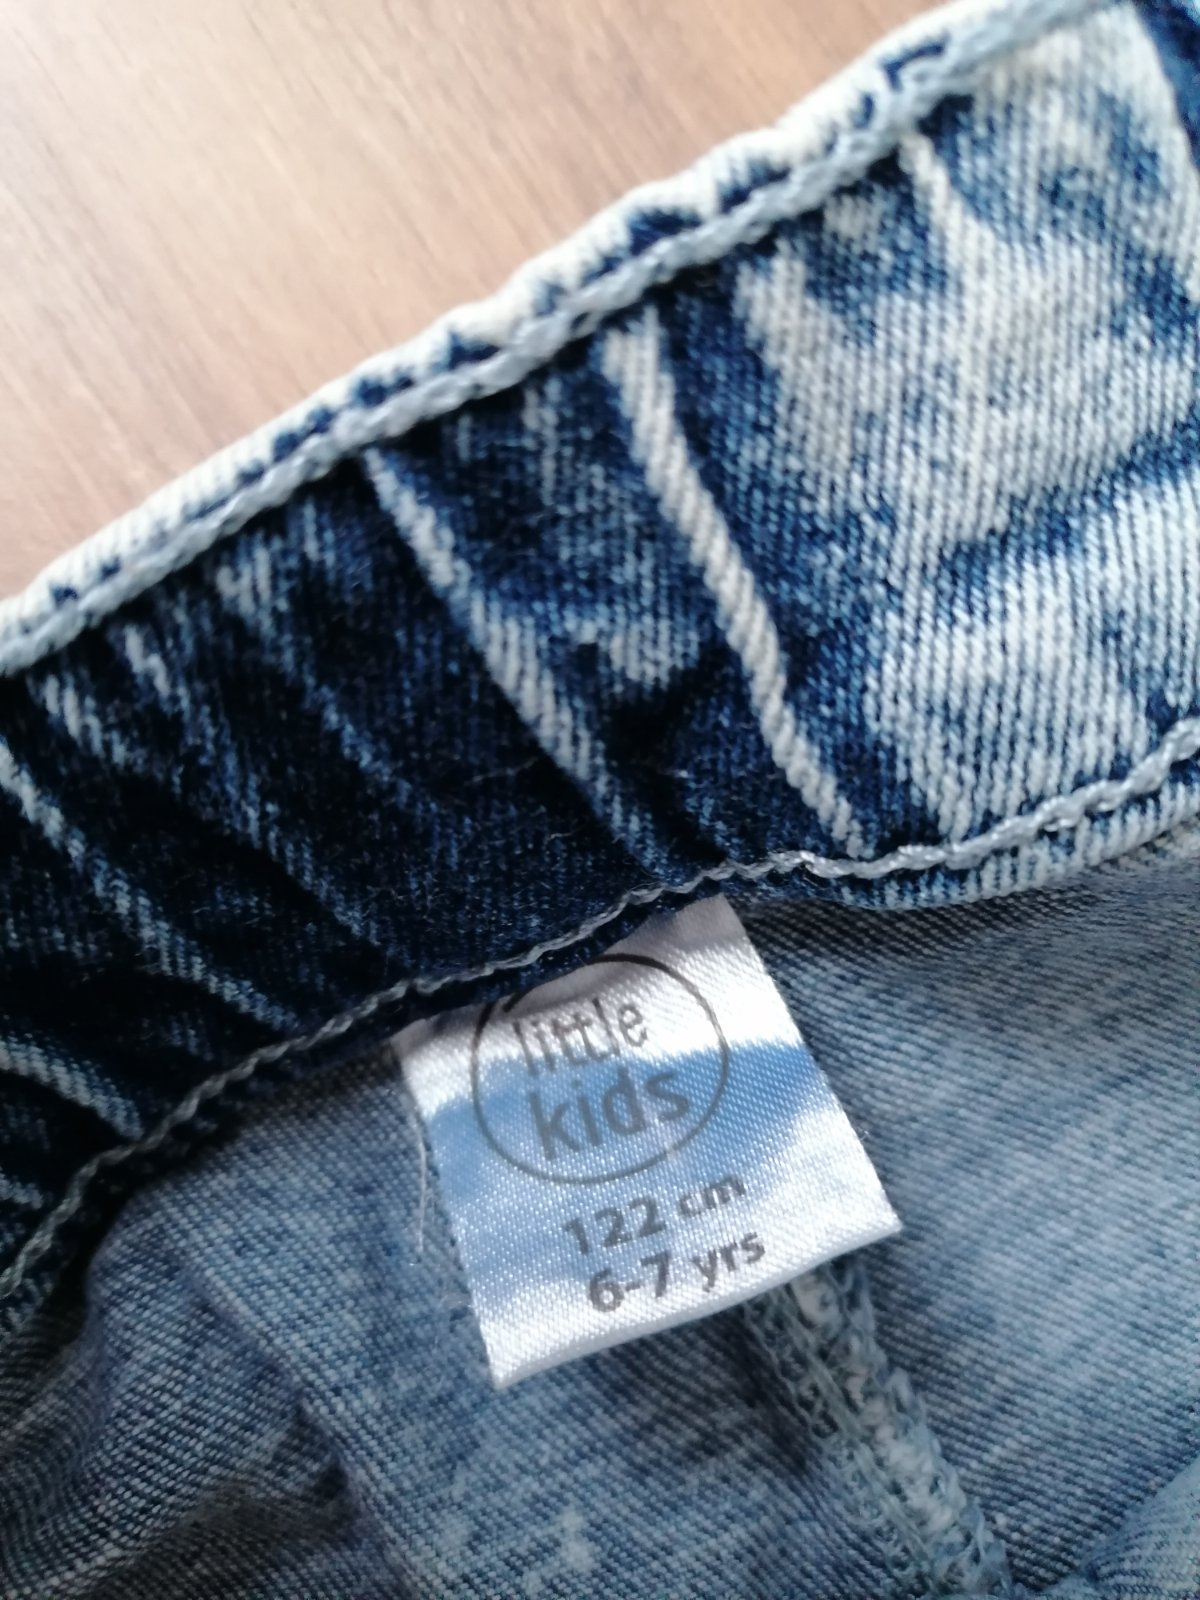 little
kids
122 cm
6-7 yrs